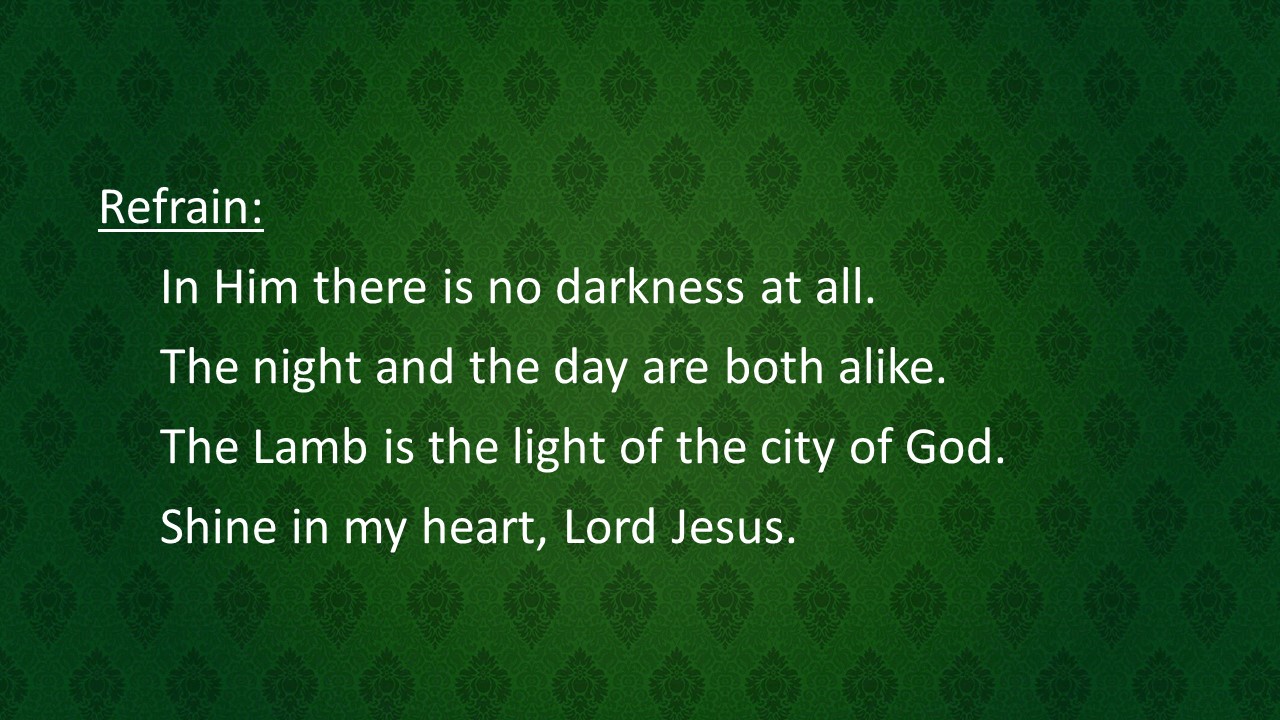 Refrain:
In Him there is no darkness at all.
The night and the day are both alike.
The Lamb is the light of the city of God.
Shine in my heart, Lord Jesus.